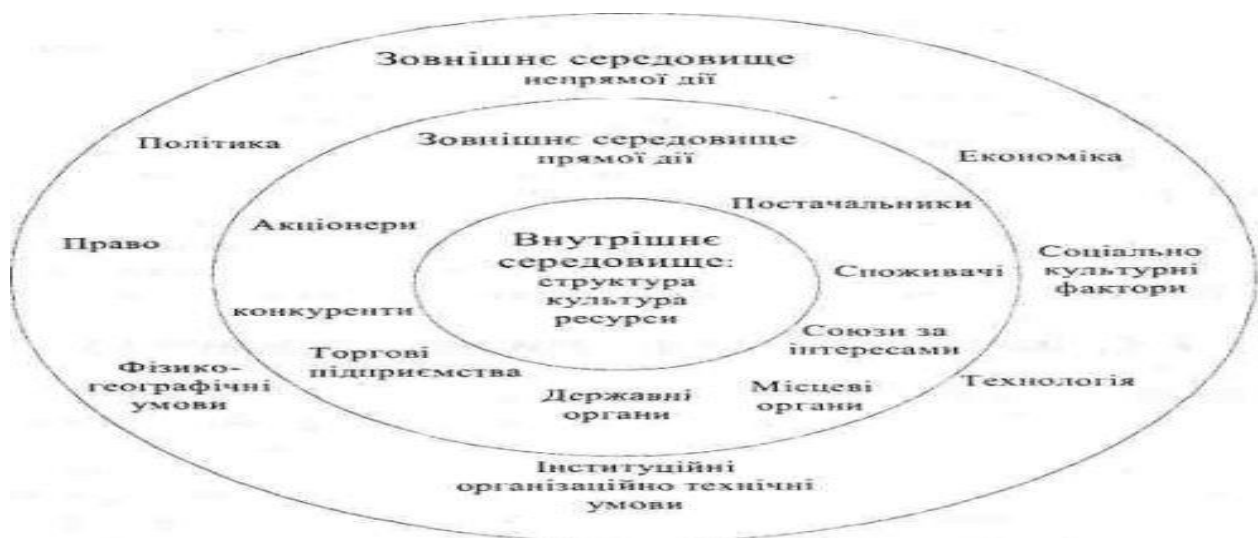 Зовнішнє середовище
непрямої дії
Політика
Зовнішнє середовище
прямої дії
Економіка
Постачальники
Акціонери
Право
Внутрішнє
середовище:
структура
культура
ресурси
Споживачі
Соціально
культурні
фактори
конкуренти
Союзи за
інтересами
Торгові
підприємства
Фізико-
географічні
умови
Державні
органи
Місцеві
органи
Технологія
Інституційні
організаційно технічні
умови